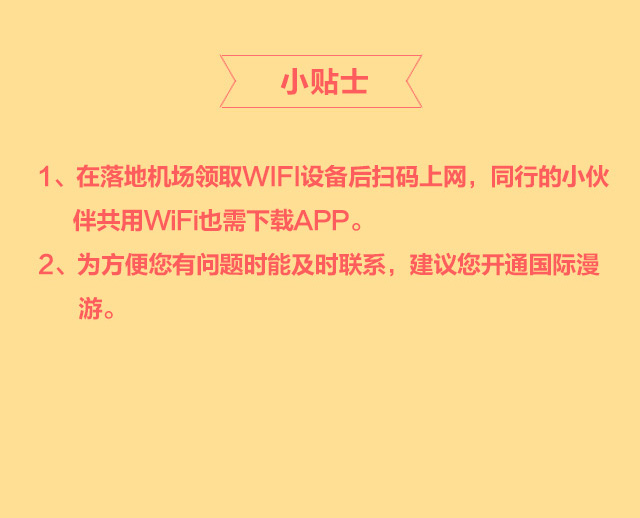 小贴士
1、在落地机场领取WIFI设备后扫码上网，同行的小伙
伴共用WiFi也需下载APP。
2、为方便您有问题时能及时联系，建议您开通国际漫
游。